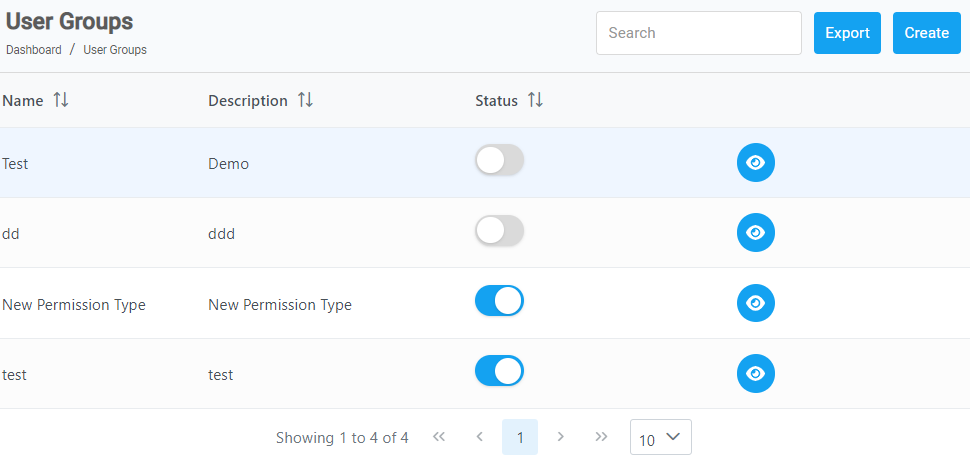 User Groups
Dashboard / User Groups
Search
Export
Create
Name Description Status
Test Demo
dd ddd
New Permission Type New Permission Type
test test
Showing 1 to 4 of 4 « ‹ 1 › » 10